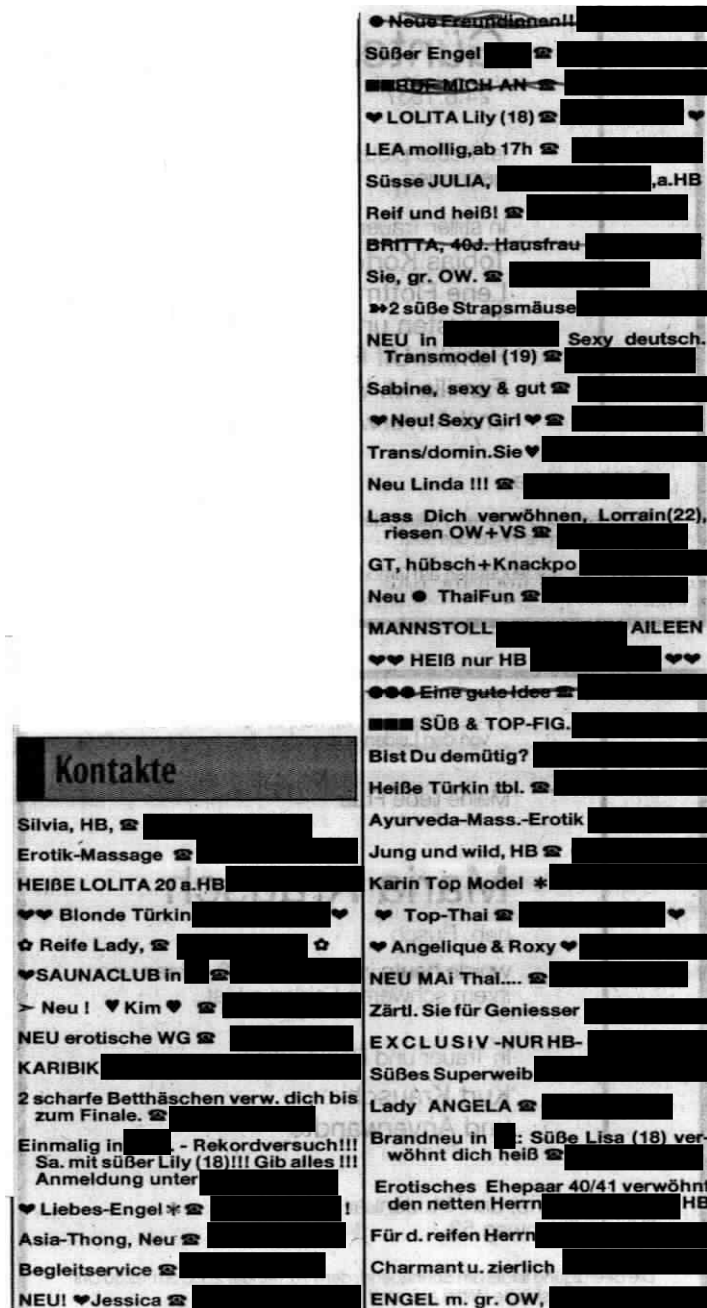 Kontakte
Silvia, HB, ☎
Erotik-Massage ☎
HEIßE LOLITA 20 a.HB
♥♥ Blonde Türkin ♥
✿ Reife Lady, ☎ ✿
♥SAUNACLUB in ☎
➢ Neu ! ♥Kim♥ ☎
NEU erotische WG ☎
KARIBIK
2 scharfe Betthäschen verw. dich bis
zum Finale. ☎
Einmalig in . - Rekordversuch!!!
Sa. mit süßer Lily (18)!!! Gib alles !!!
Anmeldung unter
♥ Liebes-Engel✻☎ !
Asia-Thong, Neu ☎
Begleitservice ☎
NEU! ♥Jessica ☎
● Neue Freundinnen!!
Süßer Engel ☎
■■RUF MICH AN ☎
♥ LOLITA Lily (18) ☎ ♥
LEA mollig,ab 17h ☎
Süsse JULIA, ,a.HB
Reif und heiß! ☎
BRITTA, 40J. Hausfrau
Sie, gr. OW. ☎
➳2 süße Strapsmäuse
NEU in Sexy deutsch.
Transmodel (19) ☎
Sabine, sexy & gut ☎
♥ Neu! Sexy Girl ♥☎
Trans/domin.Sie♥
Neu Linda !!! ☎
Lass Dich verwöhnen, Lorrain(22),
riesen OW+VS ☎
GT, hübsch+Knackpo
Neu ● ThaiFun ☎
MANNSTOLL AILEEN
♥♥ HEIß nur HB ♥♥
●●● Eine gute Idee ☎
■■■ SÜß & TOP-FIG.
Bist Du demütig?
Heiße Türkin tbl. ☎
Ayurveda-Mass.-Erotik
Jung und wild, HB ☎
Karin Top Model ✻
♥ Top-Thai ☎ ♥
♥ Angelique & Roxy ♥
NEU MAi Thai.... ☎
Zärtl. Sie für Geniesser
EXCLUSIV-NUR HB-
Süßes Superweib
Lady ANGELA ☎
Brandneu in : Süße Lisa (18) ver-
wöhnt dich heiß ☎
Erotisches Ehepaar 40/41 verwöhnt
den netten Herrn HB
Für d. reifen Herrn
Charmant u. zierlich
ENGEL m. gr. OW,